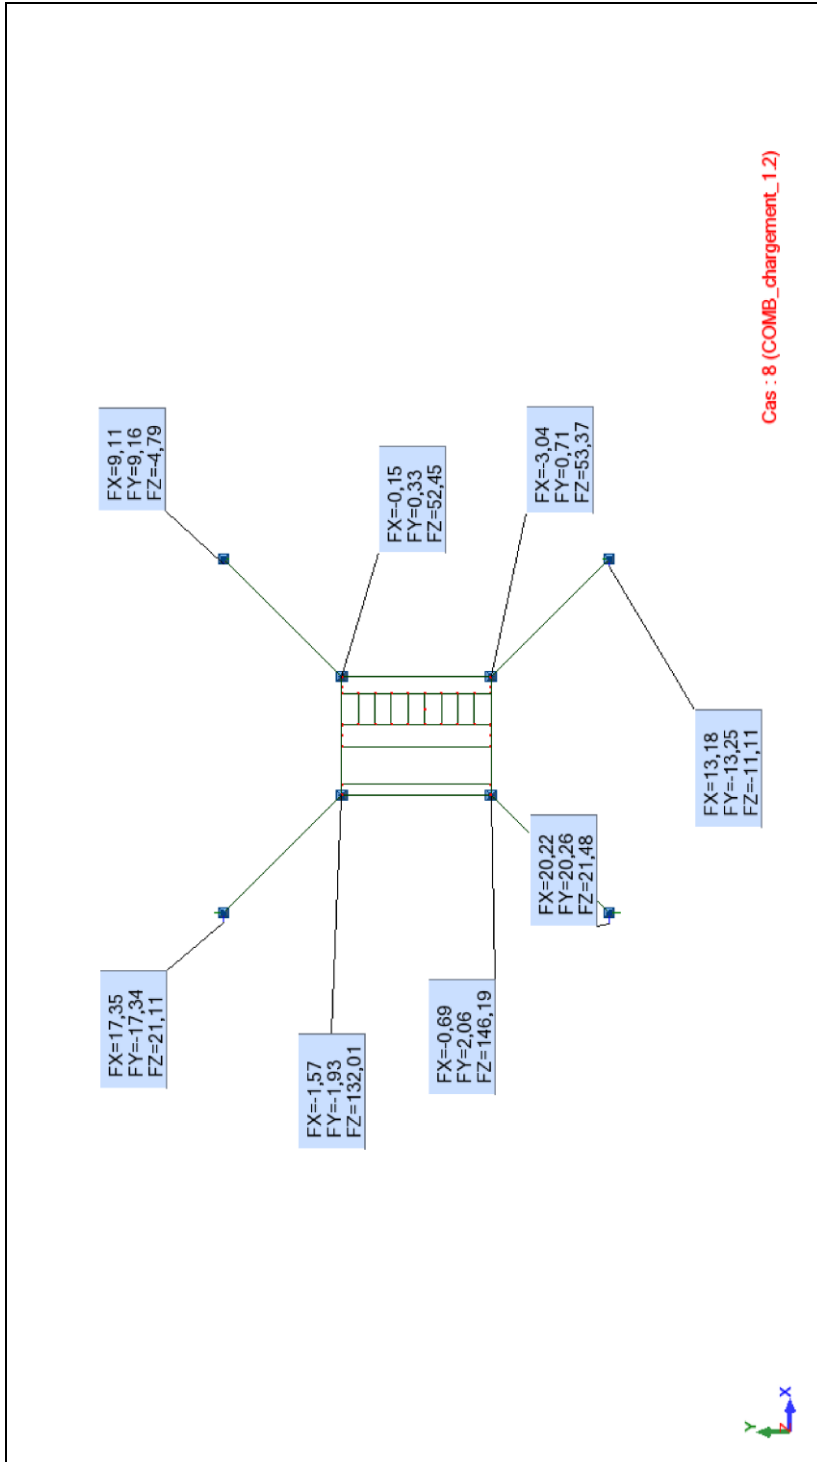 FX=9,11
FY=9,16
FZ=-4,79
FX=-0,15
FY=0,33
FZ=52,45
FX=-3,04
FY=0,71
FZ=53,37
FX=13,18
FY=-13,25
FZ=-11,11
FX=20,22
FY=20,26
FZ=21,48
FX=17,35
FY=-17,34
FZ=21,11
FX=-1,57
FY=-1,93
FZ=132,01
FX=-0,69
FY=2,06
FZ=146,19
Cas : 8 (COMB_chargement_1.2)
Y
Z
X